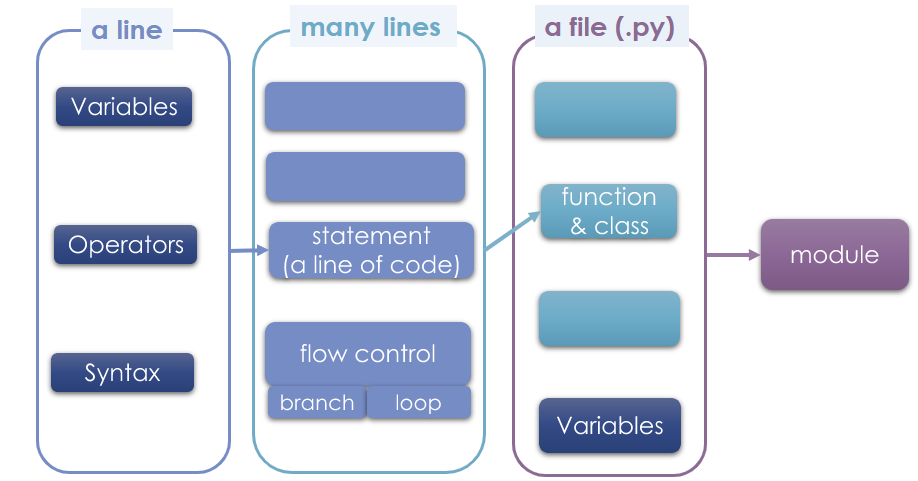 a line
Variables
Operators
Syntax
many lines
statement
(a line of code)
flow control
branch
loop
a file (.py)
function
& class
Variables
module